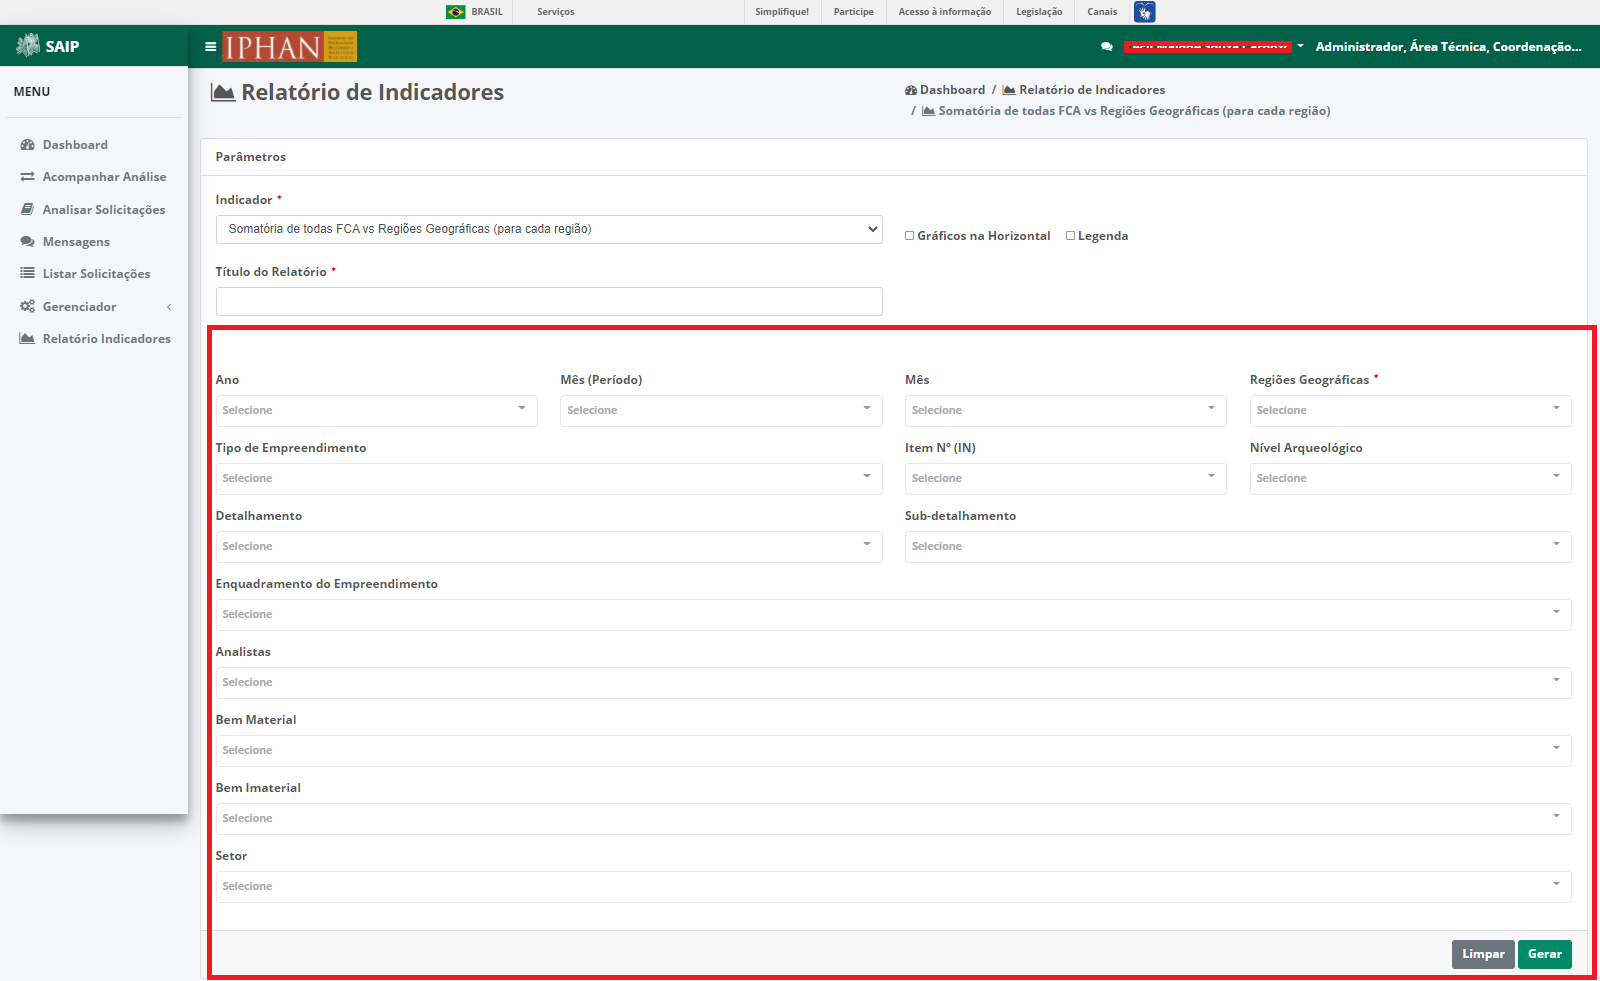 BRASIL Serviços Simplifique! Participe Acesso à informação Legislação Canais
SAIP
IPHAN
Administrador, Área Técnica, Coordenação...
MENU
Dashboard
Acompanhar Análise
Analisar Solicitações
Mensagens
Listar Solicitações
Gerenciador
Relatório Indicadores
Relatório de Indicadores
Dashboard / Relatório de Indicadores
/ Somatória de todas FCA vs Regiões Geográficas (para cada região)
Parâmetros
Indicador *
Somatória de todas FCA vs Regiões Geográficas (para cada região)
Gráficos na Horizontal Legenda
Título do Relatório *
Ano Mês (Período) Mês Regiões Geográficas *
Selecione Selecione Selecione Selecione
Tipo de Empreendimento Item Nº (IN) Nível Arqueológico
Selecione Selecione Selecione
Detalhamento Sub-detalhamento
Selecione Selecione
Enquadramento do Empreendimento
Selecione
Analistas
Selecione
Bem Material
Selecione
Bem Imaterial
Selecione
Setor
Selecione
Limpar Gerar